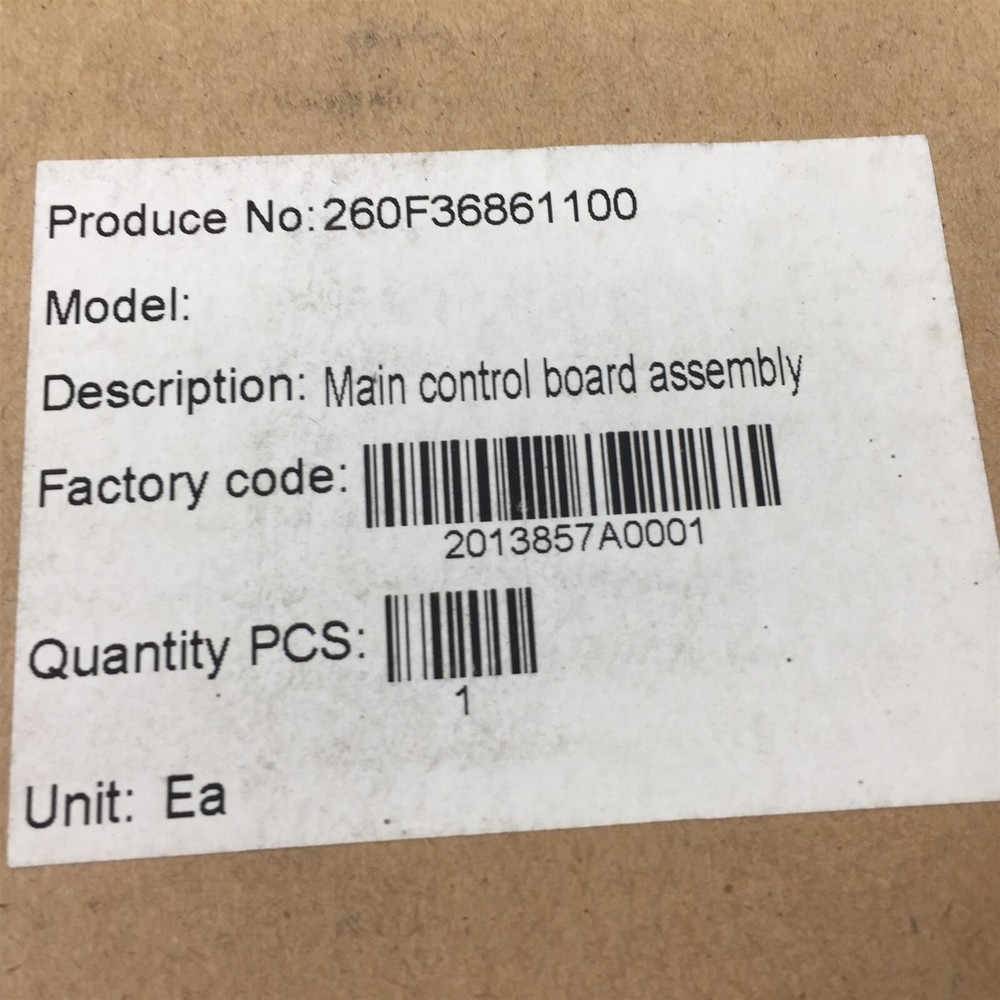 Produce No:260F36861100
Model:
Description: Main control board assembly
Factory code:
2013857A0001
Quantity PCS:
1
Unit: Ea